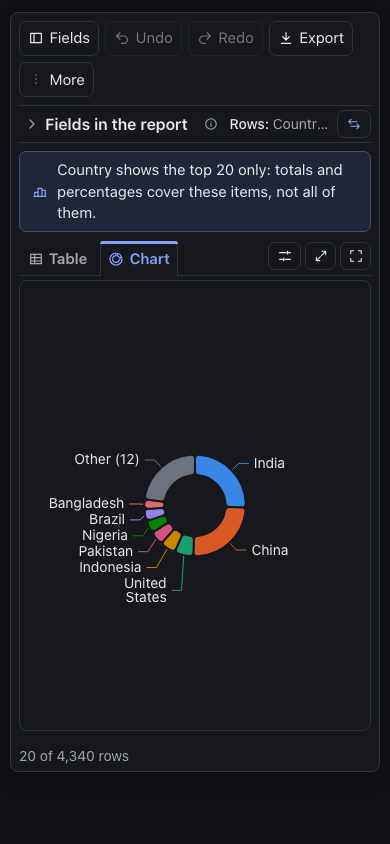 Fields
Undo
Redo
Export
More
Fields in the report
Rows: Countr...
Country shows the top 20 only: totals and
percentages cover these items, not all of
them.
Table
Chart
Other (12)
India
Bangladesh
Brazil
Nigeria
Pakistan
China
Indonesia
United
States
20 of 4,340 rows